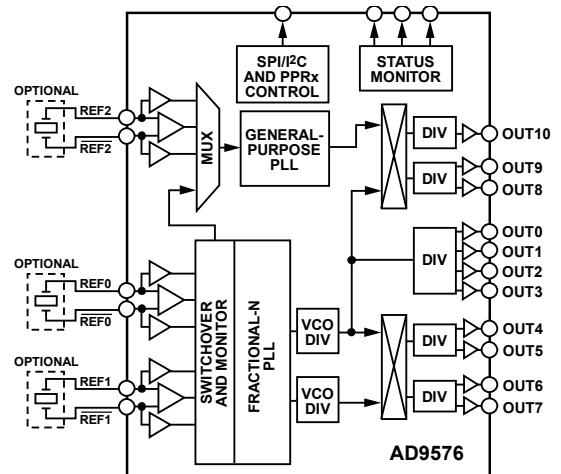 SPI/I²C
AND PPRx
CONTROL
STATUS
MONITOR
OPTIONAL
REF2
REF2
MUX
GENERAL-
PURPOSE
PLL
DIV
OUT10
DIV
OUT9
OUT8
DIV
OUT0
OUT1
OUT2
OUT3
OPTIONAL
REF0
REF0
SWITCHOVER
AND MONITOR
FRACTIONAL-N
PLL
VCO
DIV
DIV
OUT4
OUT5
OPTIONAL
REF1
REF1
VCO
DIV
DIV
OUT6
OUT7
AD9576